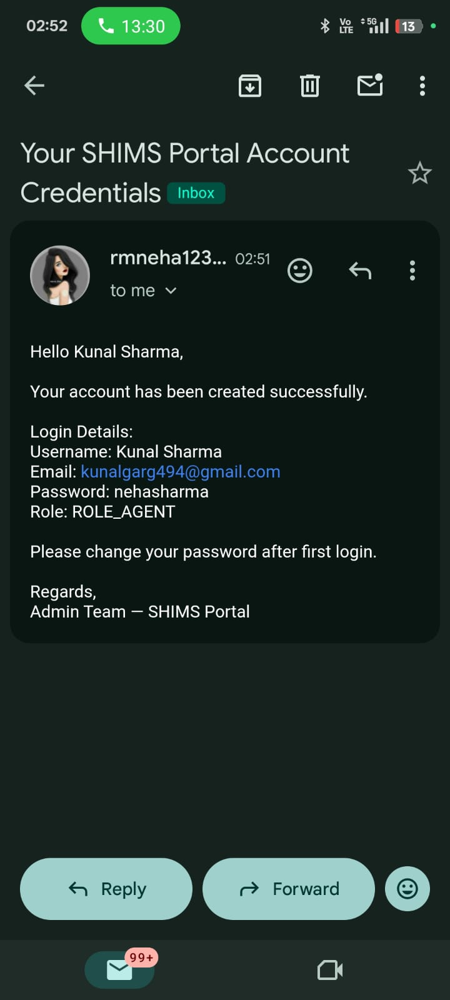 02:52
13:30
Vo
LTE
5G
13
Your SHIMS Portal Account
Credentials
Inbox
rmneha123... 02:51
to me
Hello Kunal Sharma,
Your account has been created successfully.
Login Details:
Username: Kunal Sharma
Email: kunalgarg494@gmail.com
Password: nehasharma
Role: ROLE_AGENT
Please change your password after first login.
Regards,
Admin Team — SHIMS Portal
Reply
Forward
99+